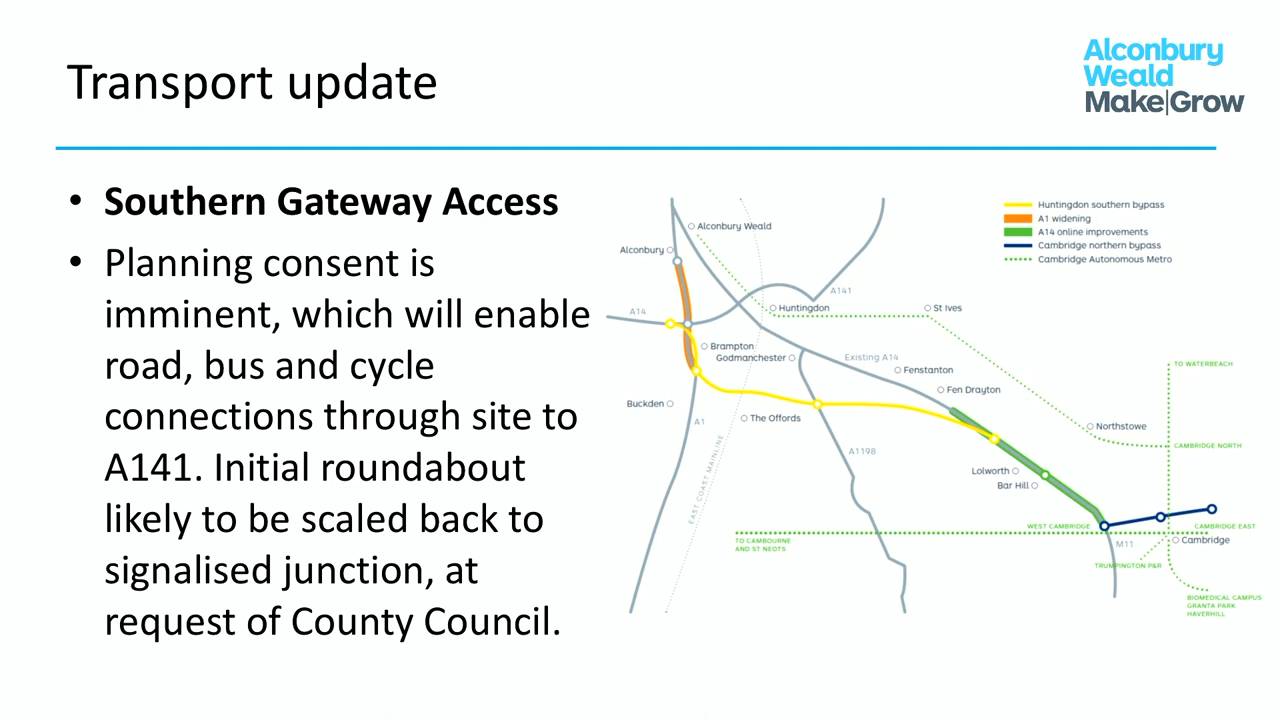 Transport update
Alconbury
Weald
Make|Grow
• Southern Gateway Access
• Planning consent is
imminent, which will enable
road, bus and cycle
connections through site to
A141. Initial roundabout
likely to be scaled back to
signalised junction, at
request of County Council.
Huntingdon southern bypass
A1 widening
A14 online improvements
Cambridge northern bypass
Cambridge Autonomous Metro
Alconbury Weald
Alconbury
A141
A14
Huntingdon
St Ives
Brampton
Godmanchester
Existing A14
Fenstanton
TO WATERBEACH
Fen Drayton
Buckden
A1
The Offords
Northstowe
CAMBRIDGE NORTH
A1198
EAST COAST MAINLINE
Lolworth
Bar Hill
WEST CAMBRIDGE
CAMBRIDGE EAST
TO CAMBOURNE
AND ST NEOTS
M11
Cambridge
TRUMPINGTON P&R
BIOMEDICAL CAMPUS
GRANTA PARK
HAVERHILL